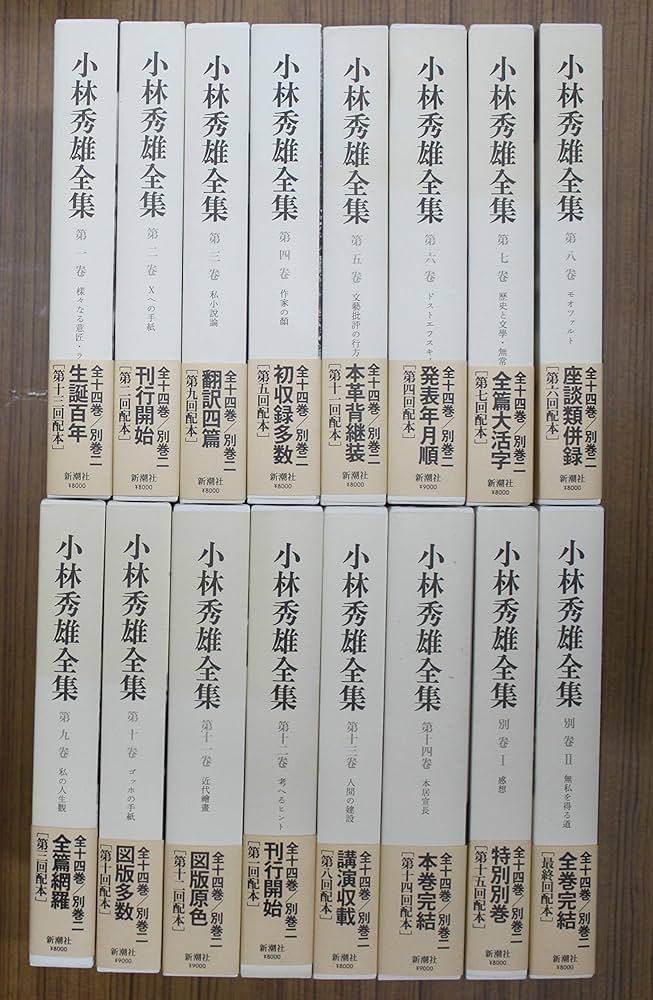 小林秀雄全集
第一卷
様々なる意匠・ラ
全十四巻／別巻二
生誕百年
［第十三回配本］
新潮社
¥8000
小林秀雄全集
第二卷
Xへの手紙
全十四巻／別巻二
刊行開始
［第二回配本］
新潮社
¥8000
小林秀雄全集
第三卷
私小説論
全十四巻／別巻二
翻訳四篇
［第九回配本］
新潮社
¥8000
小林秀雄全集
第四卷
作家の顔
全十四巻／別巻二
初収録多数
［第五回配本］
新潮社
¥8000
小林秀雄全集
第五卷
文藝批評の行方
全十四巻／別巻二
本革背継装
［第十一回配本］
新潮社
¥8000
小林秀雄全集
第六卷
ドストエフスキイ
全十四巻／別巻二
発表年月順
［第四回配本］
新潮社
¥9000
小林秀雄全集
第七卷
歴史と文學・無常
全十四巻／別巻二
全篇大活字
［第七回配本］
新潮社
¥8000
小林秀雄全集
第八卷
モオツァルト
全十四巻／別巻二
座談類併録
［第六回配本］
新潮社
¥8000
小林秀雄全集
第九卷
私の人生觀
全十四巻／別巻二
全篇網羅
［第三回配本］
新潮社
¥8000
小林秀雄全集
第十卷
ゴッホの手紙
全十四巻／別巻二
図版多数
［第十回配本］
新潮社
¥9000
小林秀雄全集
第十一卷
近代繪畫
全十四巻／別巻二
図版原色
［第十二回配本］
新潮社
¥9000
小林秀雄全集
第十二卷
考へるヒント
全十四巻／別巻二
刊行開始
［第一回配本］
新潮社
¥8000
小林秀雄全集
第十三卷
人間の建設
全十四巻／別巻二
講演収載
［第八回配本］
新潮社
¥8000
小林秀雄全集
第十四卷
本居宣長
全十四巻／別巻二
本巻完結
［第十四回配本］
新潮社
¥9000
小林秀雄全集
別卷 I
感想
全十四巻／別巻二
特別別巻
［第十五回配本］
新潮社
¥8000
小林秀雄全集
別卷 II
無私を得る道
全十四巻／別巻二
全巻完結
［最終回配本］
新潮社
¥8000